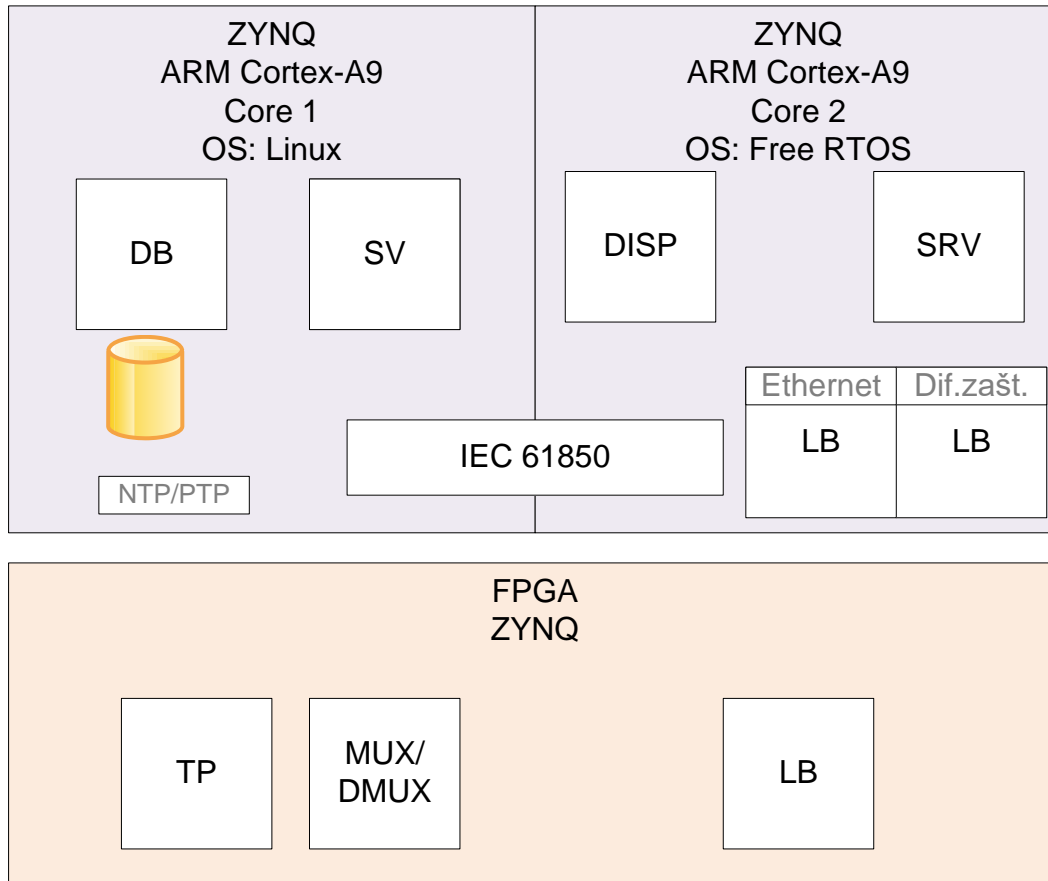 ZYNQ
ARM Cortex-A9
Core 1
OS: Linux
DB
SV
NTP/PTP
ZYNQ
ARM Cortex-A9
Core 2
OS: Free RTOS
DISP
SRV
IEC 61850
Ethernet
Dif.zašt.
LB
LB
FPGA
ZYNQ
TP
MUX/
DMUX
LB